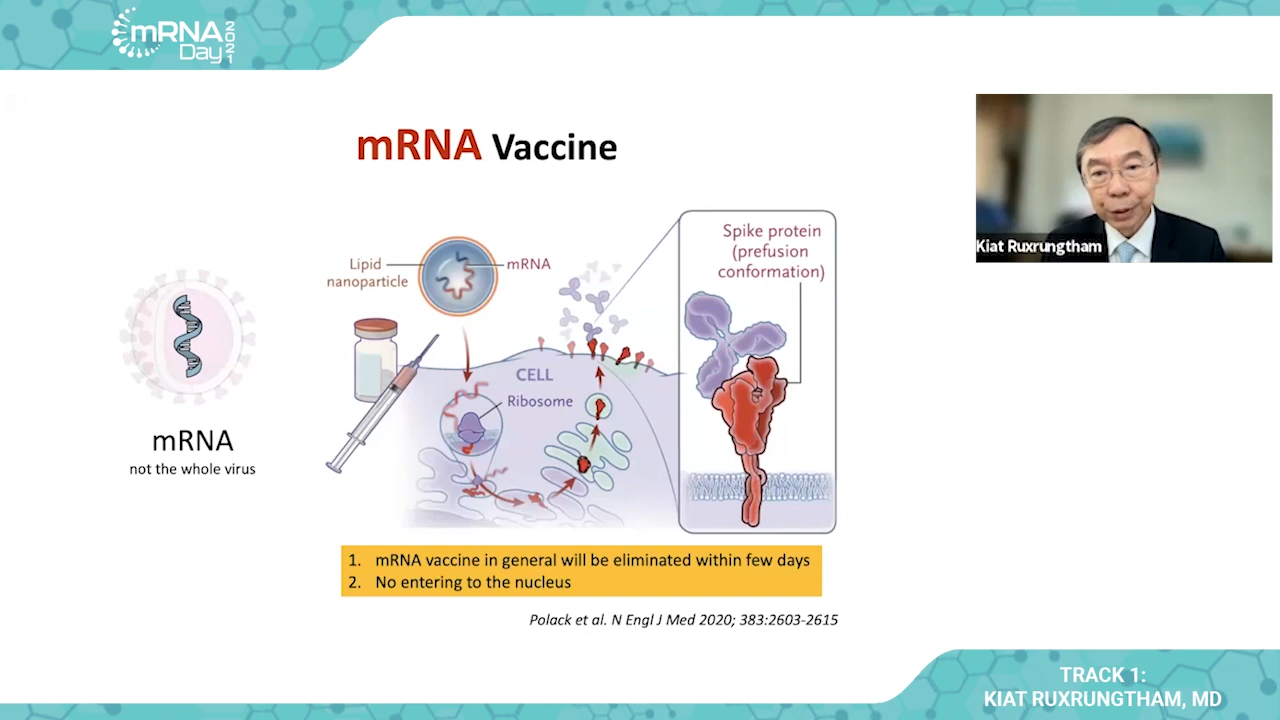 mRNA
Day
2021
mRNA Vaccine
Kiat Ruxrungtham
Lipid
nanoparticle
mRNA
Spike protein
(prefusion
conformation)
CELL
Ribosome
mRNA
not the whole virus
1. mRNA vaccine in general will be eliminated within few days
2. No entering to the nucleus
Polack et al. N Engl J Med 2020; 383:2603-2615
TRACK 1:
KIAT RUXRUNGTHAM, MD